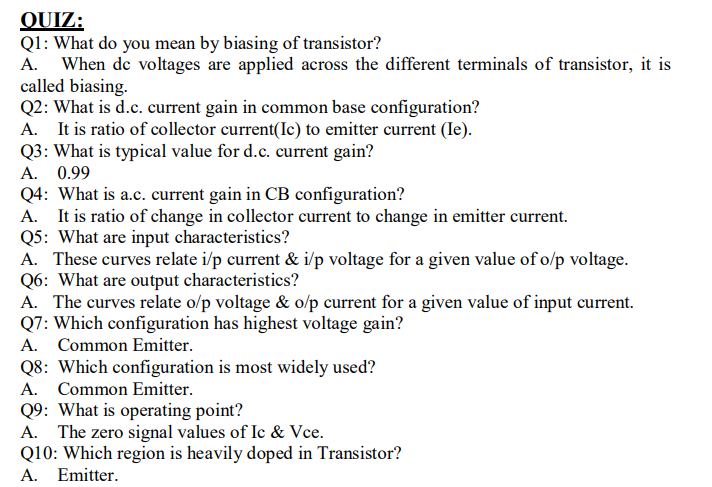 QUIZ:
Q1: What do you mean by biasing of transistor?
A. When dc voltages are applied across the different terminals of transistor, it is
called biasing.
Q2: What is d.c. current gain in common base configuration?
A. It is ratio of collector current(Ic) to emitter current (Ie).
Q3: What is typical value for d.c. current gain?
A. 0.99
Q4: What is a.c. current gain in CB configuration?
A. It is ratio of change in collector current to change in emitter current.
Q5: What are input characteristics?
A. These curves relate i/p current & i/p voltage for a given value of o/p voltage.
Q6: What are output characteristics?
A. The curves relate o/p voltage & o/p current for a given value of input current.
Q7: Which configuration has highest voltage gain?
A. Common Emitter.
Q8: Which configuration is most widely used?
A. Common Emitter.
Q9: What is operating point?
A. The zero signal values of Ic & Vce.
Q10: Which region is heavily doped in Transistor?
A. Emitter.